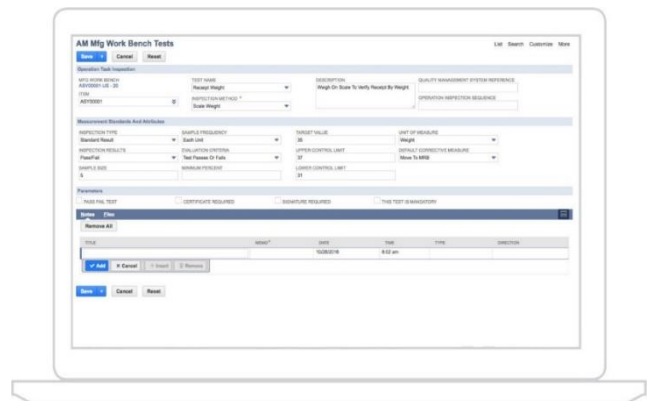 AM Mfg Work Bench Tests
List Search Customize More
Save Cancel Reset
Operation Task Inspection
MFG WORK BENCH
TEST NAME
Receipt Weight
DESCRIPTION
Weigh On Scale To Verify Receipt By Weight
QUALITY MANAGEMENT SYSTEM REFERENCE
ITEM
ASY00001
INSPECTION METHOD *
Scale Weight
OPERATION INSPECTION SEQUENCE
Measurement Standards And Attributes
INSPECTION TYPE SAMPLE FREQUENCY TARGET VALUE UNIT OF MEASURE
Standard Result Each Unit Weight
INSPECTION RESULTS EVALUATION CRITERIA UPPER CONTROL LIMIT DEFAULT CORRECTIVE MEASURE
Pass/Fail Test Passes Or Fails 37 Move To MRB
SAMPLE SIZE MINIMUM PERCENT LOWER CONTROL LIMIT
5
Parameters
PASS FAIL TEST CERTIFICATE REQUIRED SIGNATURE REQUIRED THIS TEST IS MANDATORY
Notes Files
Remove All
TITLE MEMO* DATE TIME TYPE DIRECTION
Add Cancel Insert Remove
Save Cancel Reset